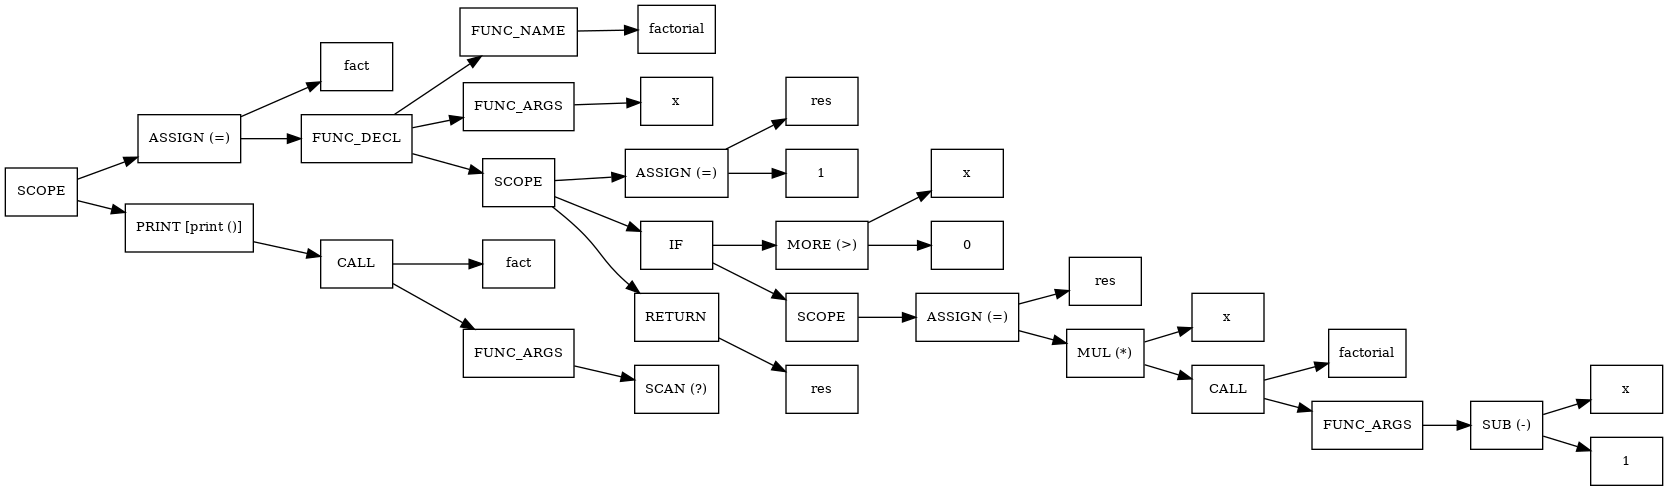 FUNC_NAME
factorial
fact
FUNC_ARGS
x
res
ASSIGN (=)
FUNC_DECL
SCOPE
ASSIGN (=)
1
x
SCOPE
PRINT [print ()]
IF
MORE (>)
0
CALL
fact
res
RETURN
SCOPE
ASSIGN (=)
x
FUNC_ARGS
MUL (*)
factorial
SCAN (?)
res
CALL
x
FUNC_ARGS
SUB (-)
1